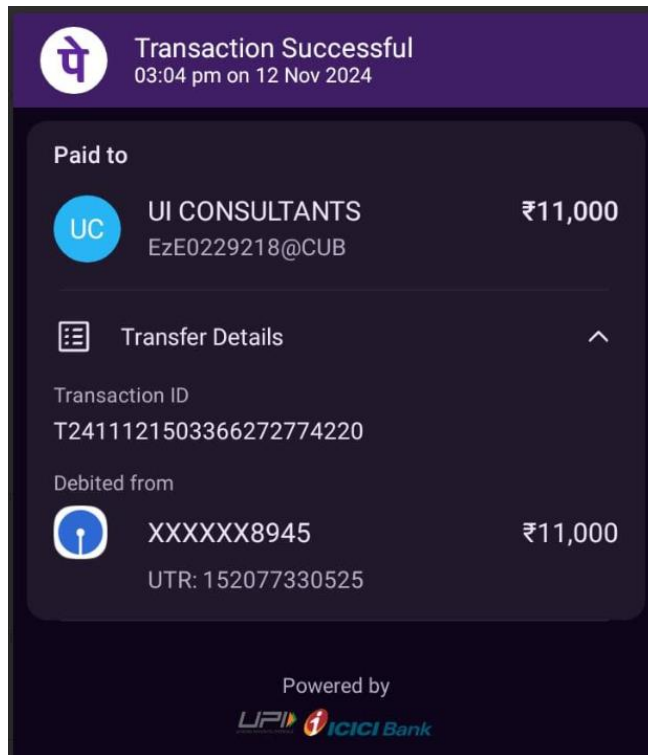 पे
Transaction Successful
03:04 pm on 12 Nov 2024
Paid to
UC
UI CONSULTANTS
₹11,000
EzE0229218@CUB
Transfer Details
Transaction ID
T2411121503366272774220
Debited from
XXXXXX8945
₹11,000
UTR: 152077330525
Powered by
UPI ICICI Bank